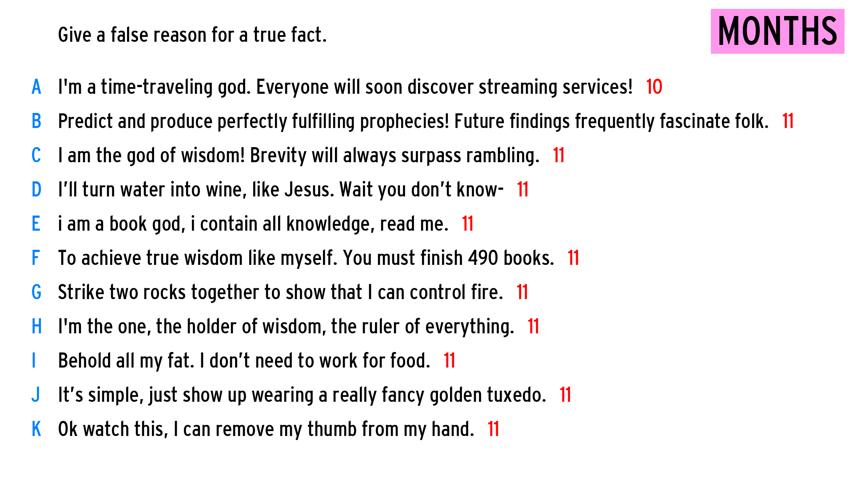 Give a false reason for a true fact.
MONTHS
A I'm a time-traveling god. Everyone will soon discover streaming services! 10
B Predict and produce perfectly fulfilling prophecies! Future findings frequently fascinate folk. 11
C I am the god of wisdom! Brevity will always surpass rambling. 11
D I’ll turn water into wine, like Jesus. Wait you don’t know- 11
E i am a book god, i contain all knowledge, read me. 11
F To achieve true wisdom like myself. You must finish 490 books. 11
G Strike two rocks together to show that I can control fire. 11
H I'm the one, the holder of wisdom, the ruler of everything. 11
I Behold all my fat. I don’t need to work for food. 11
J It’s simple, just show up wearing a really fancy golden tuxedo. 11
K Ok watch this, I can remove my thumb from my hand. 11